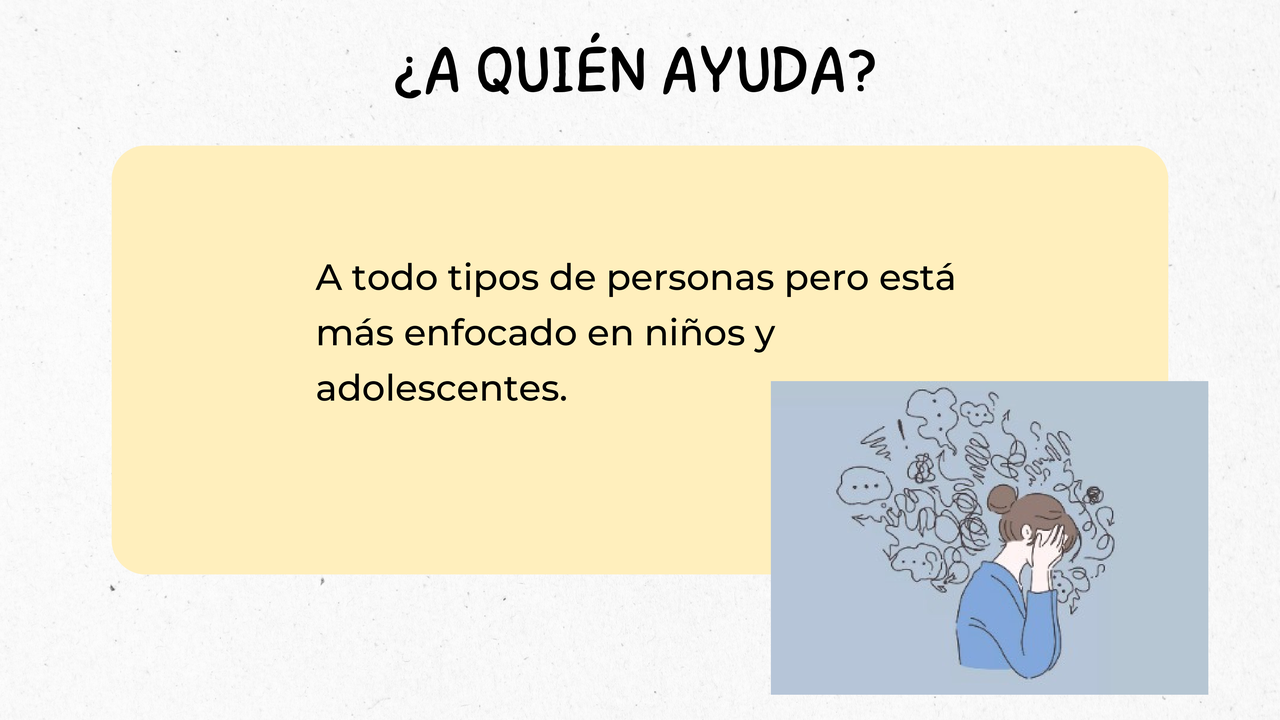 ¿A QUIÉN AYUDA?
A todo tipos de personas pero está
más enfocado en niños y
adolescentes.